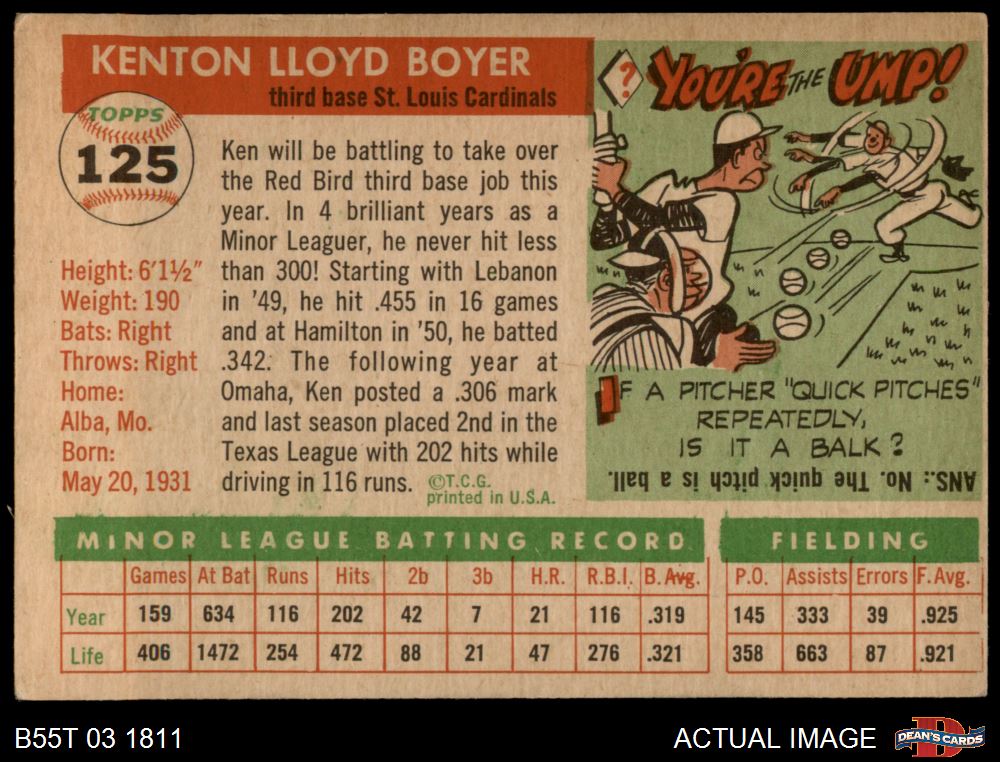 KENTON LLOYD BOYER
third base St. Louis Cardinals
TOPPS
125
Height: 6'1½"
Weight: 190
Bats: Right
Throws: Right
Home:
Alba, Mo.
Born:
May 20, 1931
Ken will be battling to take over
the Red Bird third base job this
year. In 4 brilliant years as a
Minor Leaguer, he never hit less
than 300! Starting with Lebanon
in '49, he hit .455 in 16 games
and at Hamilton in '50, he batted
.342. The following year at
Omaha, Ken posted a .306 mark
and last season placed 2nd in the
Texas League with 202 hits while
driving in 116 runs. ©T.C.G.
printed in U.S.A.
? YOU'RE THE UMP!
IF A PITCHER "QUICK PITCHES"
REPEATEDLY,
IS IT A BALK?
ANS.: No. The quick pitch is a ball.
MINOR LEAGUE BATTING RECORD FIELDING
Games At Bat Runs Hits 2b 3b H.R. R.B.I. B. Avg. P.O. Assists Errors F. Avg.
Year 159 634 116 202 42 7 21 116 .319 145 333 39 .925
Life 406 1472 254 472 88 21 47 276 .321 358 663 87 .921
B55T 03 1811 ACTUAL IMAGE D DEAN'S CARDS